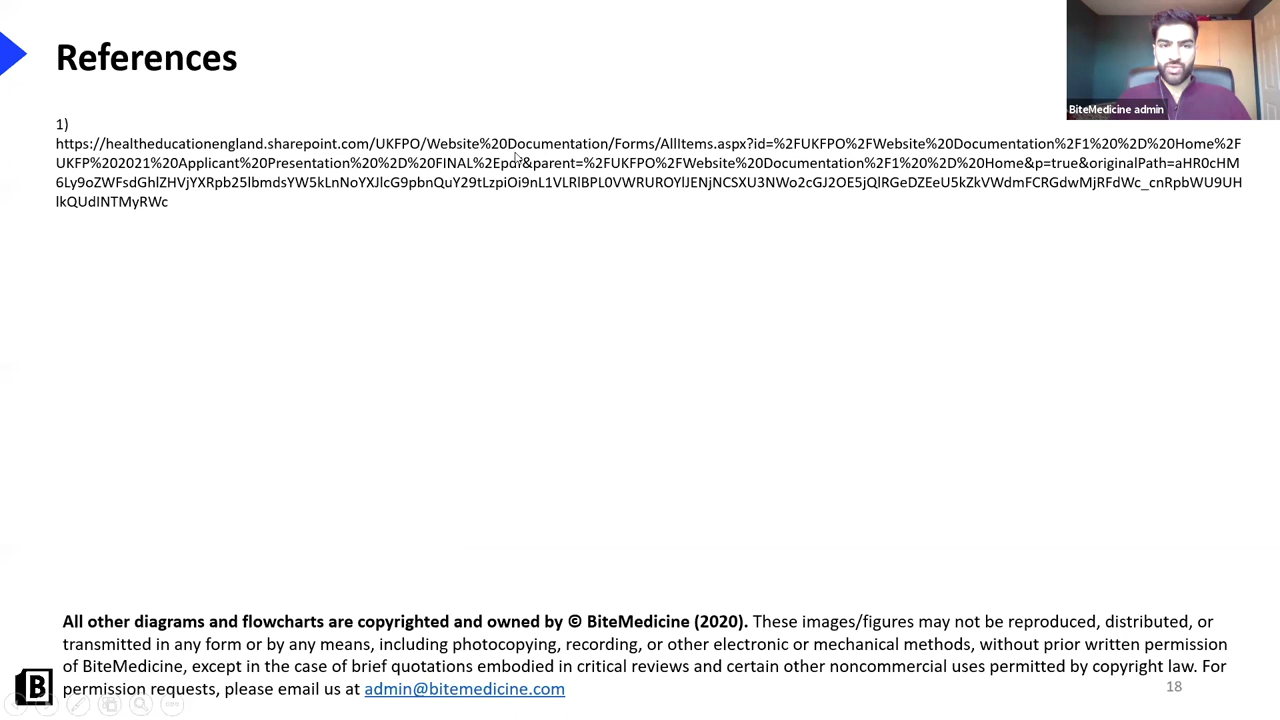 References
BiteMedicine admin
1)
https://healtheducationengland.sharepoint.com/UKFPO/Website%20Documentation/Forms/AllItems.aspx?id=%2FUKFPO%2FWebsite%20Documentation%2F1%20%2D%20Home%2F
UKFP%202021%20Applicant%20Presentation%20%2D%20FINAL%2Epdf&parent=%2FUKFPO%2FWebsite%20Documentation%2F1%20%2D%20Home&p=true&originalPath=aHR0cHM
6Ly9oZWFsdGhlZHVjYXRpb25lbmdsYW5kLnNoYXJlcG9pbnQuY29tLzpiOi9nL1VLRlBPL0VWRUROYlJENjNCSXU3NWo2cGJ2OE5jQlRGeDZEeU5kZkVWdmFCRGdwMjRFdWc_cnRpbWU9UH
lkQUdINTMyRWc
All other diagrams and flowcharts are copyrighted and owned by © BiteMedicine (2020). These images/figures may not be reproduced, distributed, or
transmitted in any form or by any means, including photocopying, recording, or other electronic or mechanical methods, without prior written permission
of BiteMedicine, except in the case of brief quotations embodied in critical reviews and certain other noncommercial uses permitted by copyright law. For
permission requests, please email us at admin@bitemedicine.com
B
18